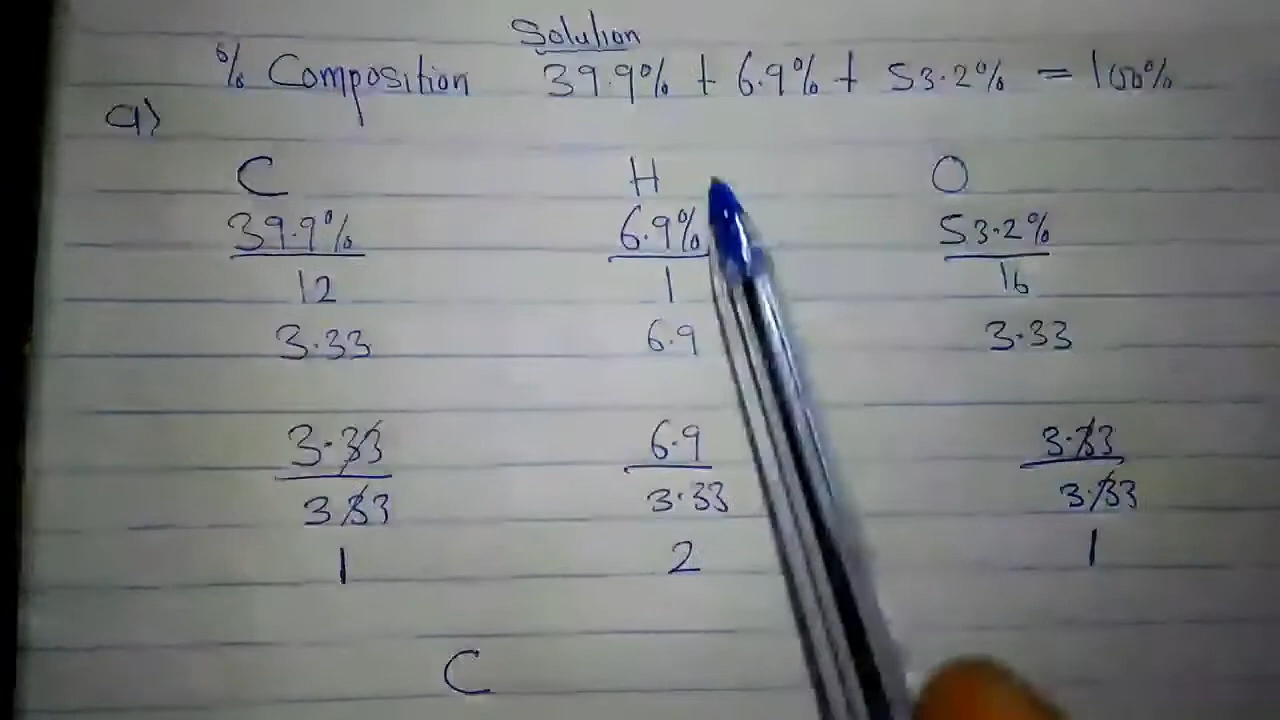 Solution
% Composition 39.9% + 6.9% + 53.2% = 100%
a)
C H O
39.9% 6.9% 53.2%
12 1 16
3.33 6.9 3.33
3.33 6.9 3.33
3.33 3.33 3.33
1 2 1
C